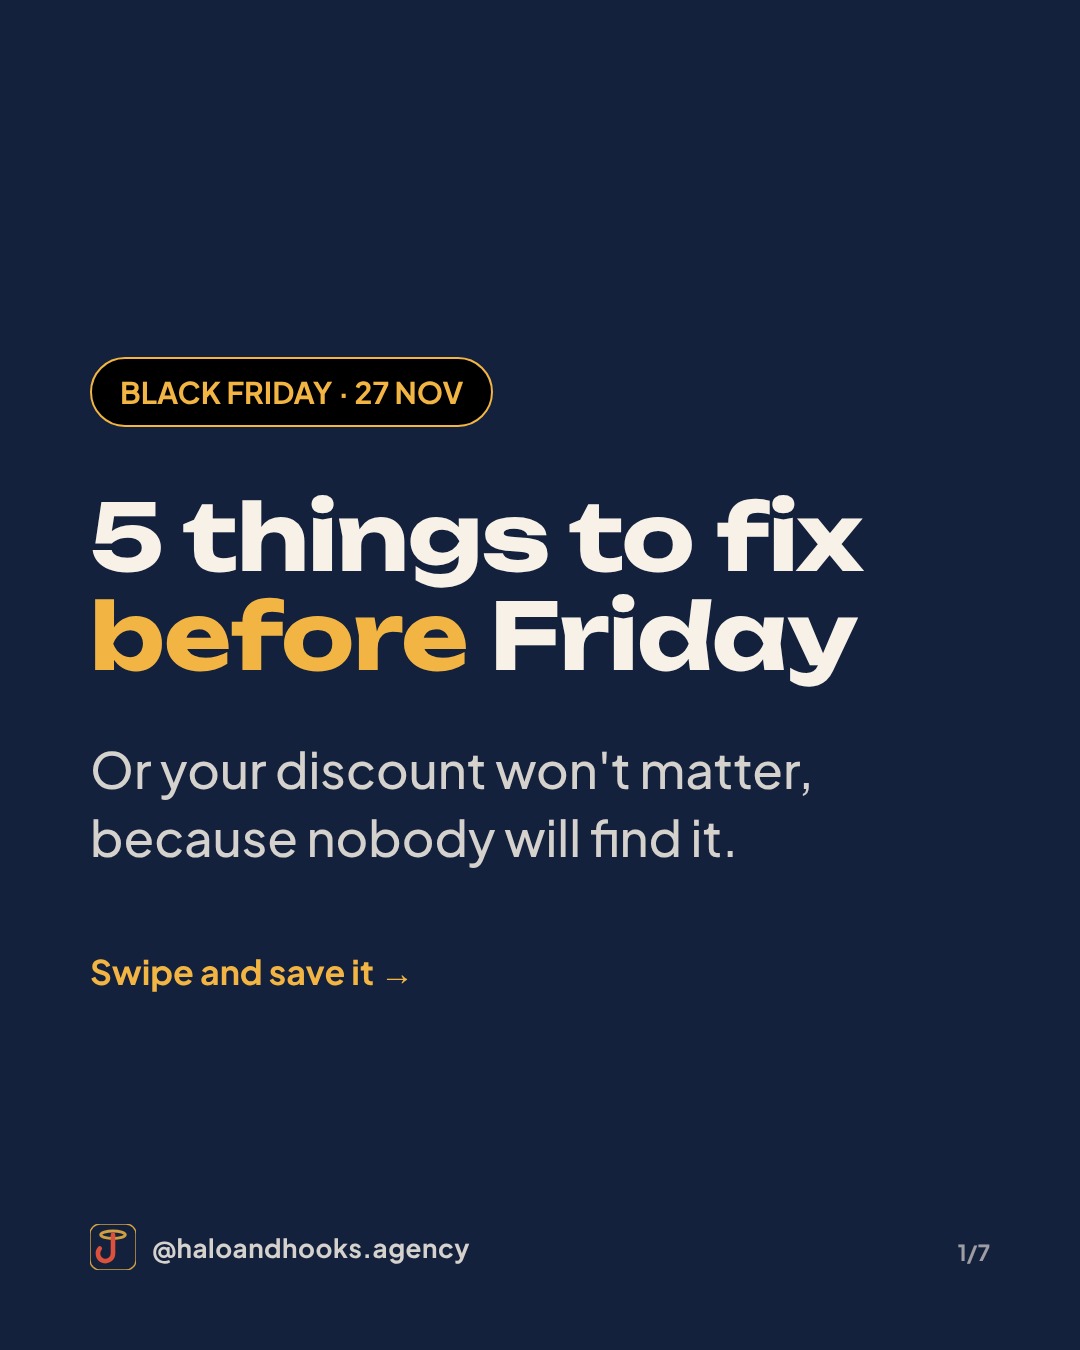 BLACK FRIDAY · 27 NOV
5 things to fix
before Friday
Or your discount won't matter,
because nobody will find it.
Swipe and save it →
@haloandhooks.agency
1/7